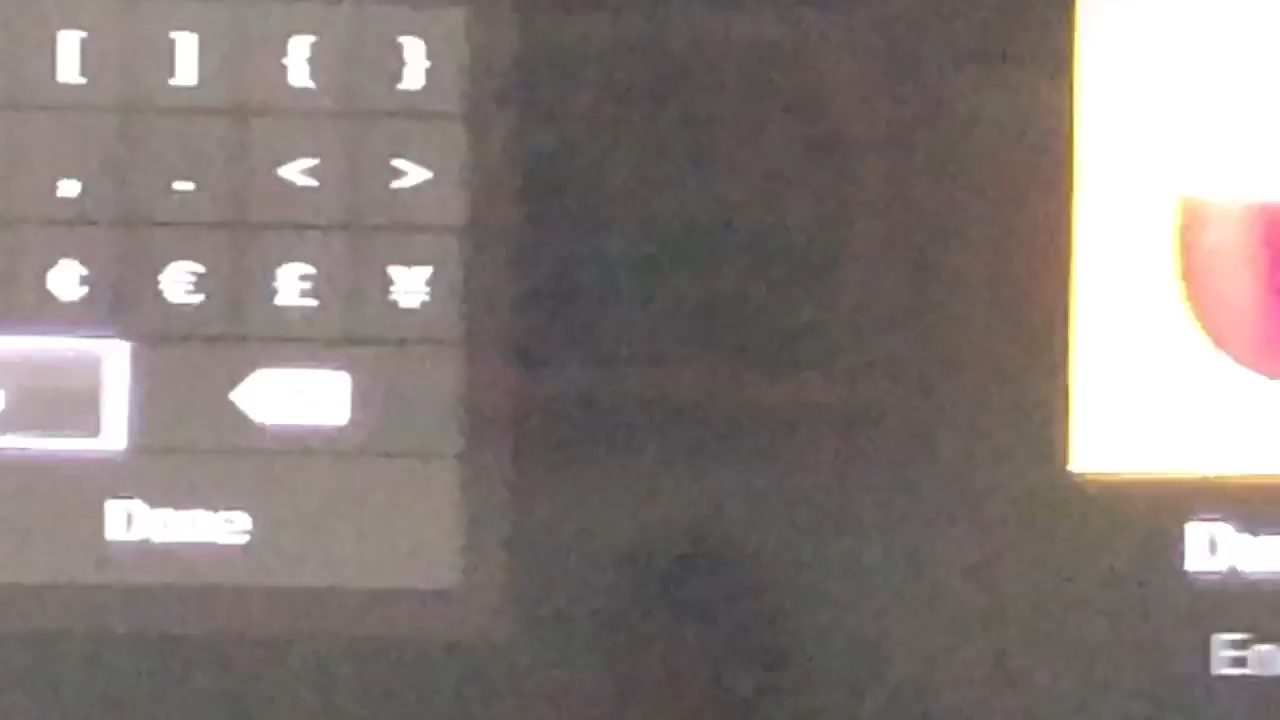 [ ] { }
. - < >
¢ € £ ¥
Done